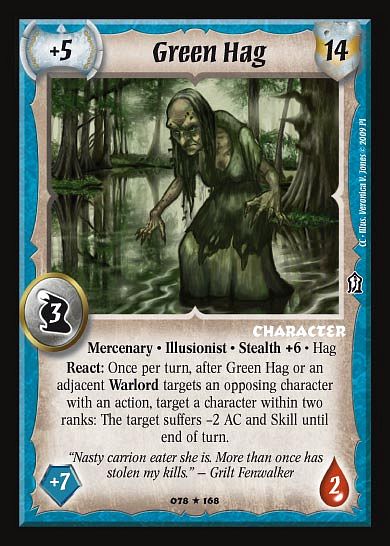 +5
Green Hag
14
CC • Illus. Veronica V. Jones © 2009 PI
3
CHARACTER
Mercenary • Illusionist • Stealth +6 • Hag
React: Once per turn, after Green Hag or an
adjacent Warlord targets an opposing character
with an action, target a character within two
ranks: The target suffers –2 AC and Skill until
end of turn.
“Nasty carrion eater she is. More than once has
stolen my kills.” – Grilt Fenwalker
+7
2
078 ★ 168